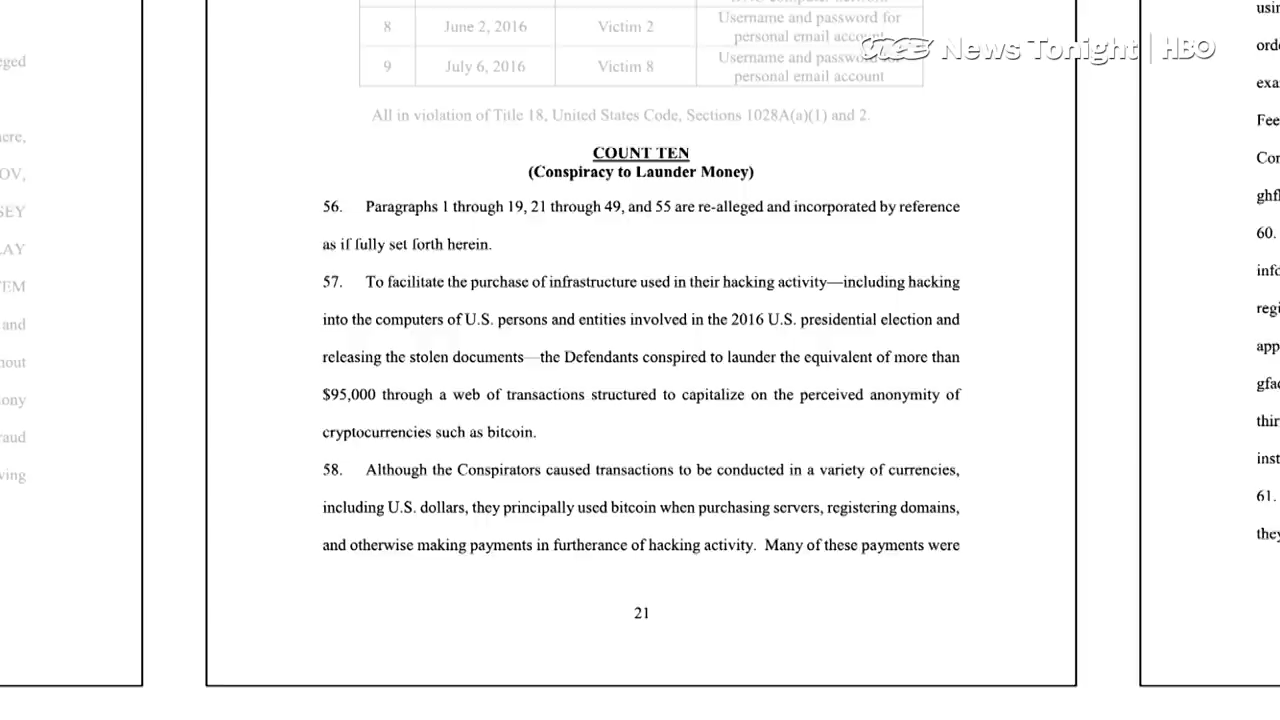 8 June 2, 2016 Victim 2 Username and password for
personal email account
9 July 6, 2016 Victim 8 Username and password for
personal email account
VICE News Tonight | HBO
All in violation of Title 18, United States Code, Sections 1028A(a)(1) and 2.
COUNT TEN
(Conspiracy to Launder Money)
56. Paragraphs 1 through 19, 21 through 49, and 55 are re-alleged and incorporated by reference
as if fully set forth herein.
57. To facilitate the purchase of infrastructure used in their hacking activity—including hacking
into the computers of U.S. persons and entities involved in the 2016 U.S. presidential election and
releasing the stolen documents—the Defendants conspired to launder the equivalent of more than
$95,000 through a web of transactions structured to capitalize on the perceived anonymity of
cryptocurrencies such as bitcoin.
58. Although the Conspirators caused transactions to be conducted in a variety of currencies,
including U.S. dollars, they principally used bitcoin when purchasing servers, registering domains,
and otherwise making payments in furtherance of hacking activity. Many of these payments were
21
60.
61.
they